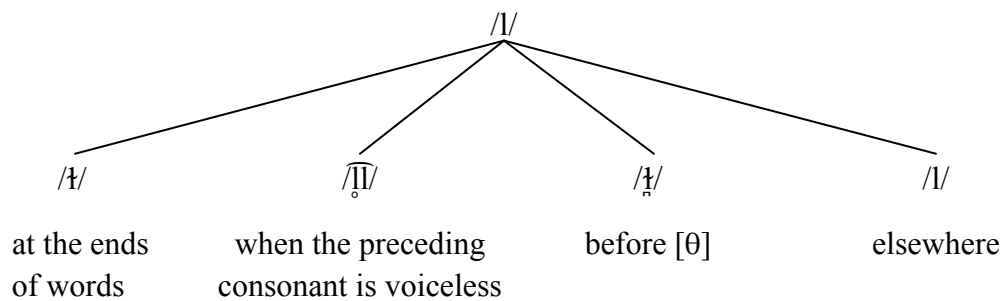 /l/
/ɫ/ /l̥͡l/ /ɫ̪/ /l/
at the ends when the preceding before [θ] elsewhere
of words consonant is voiceless